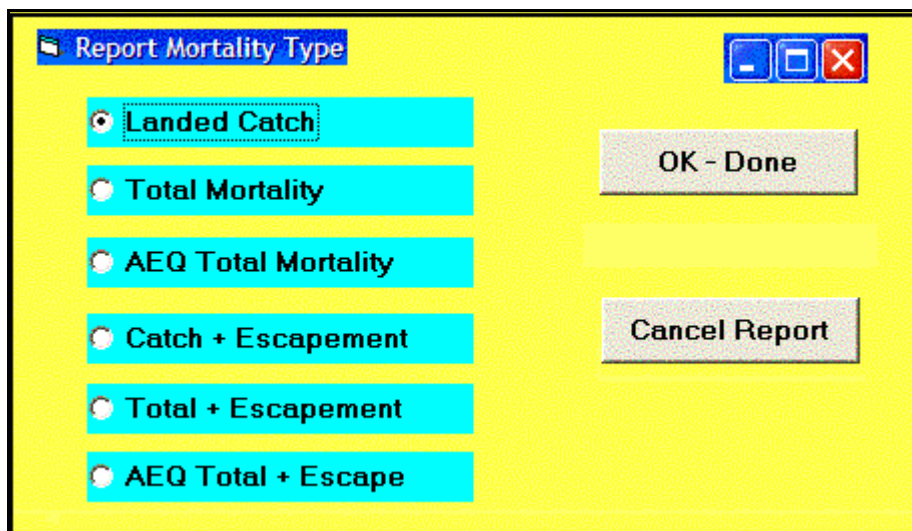 Report Mortality Type
Landed Catch
Total Mortality
AEQ Total Mortality
Catch + Escapement
Total + Escapement
AEQ Total + Escape
OK - Done
Cancel Report